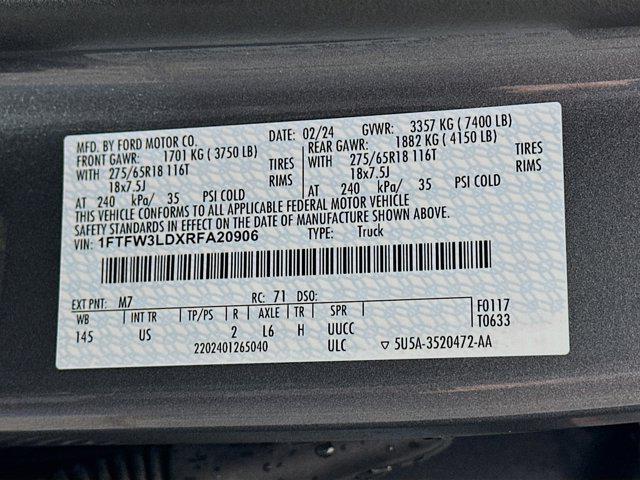 MFD. BY FORD MOTOR CO. DATE: 02/24 GVWR: 3357 KG ( 7400 LB)
FRONT GAWR: 1701 KG ( 3750 LB) REAR GAWR: 1882 KG ( 4150 LB)
WITH 275/65R18 116T TIRES WITH 275/65R18 116T TIRES
18x7.5J RIMS 18x7.5J RIMS
AT 240 kPa/ 35 PSI COLD AT 240 kPa/ 35 PSI COLD
THIS VEHICLE CONFORMS TO ALL APPLICABLE FEDERAL MOTOR VEHICLE
SAFETY STANDARDS IN EFFECT ON THE DATE OF MANUFACTURE SHOWN ABOVE.
1FTFW3LDXRFA20906 TYPE: Truck
EXT PNT: M7 RC: 71 DSO:
WB INT TR TP/PS R AXLE TR SPR F0117
145 US 2 L6 H UUCC T0633
2202401265040 ULC ▽ 5U5A-3520472-AA